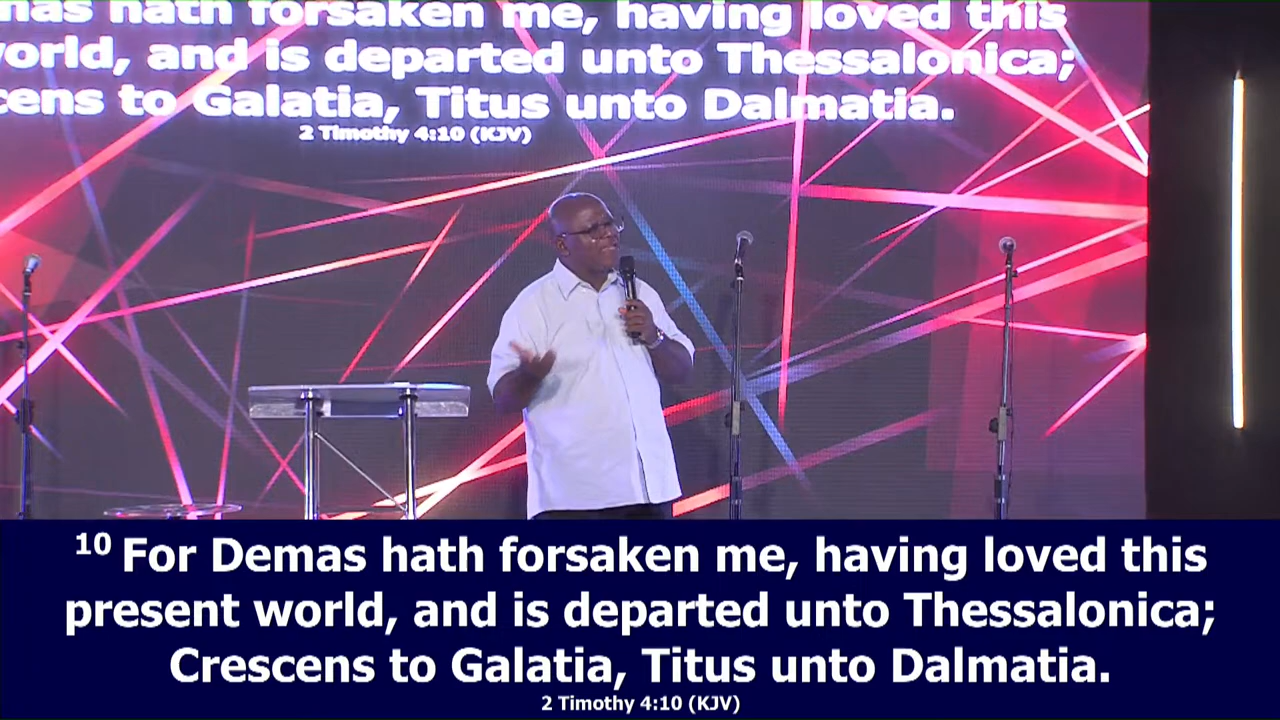 mas hath forsaken me, having loved this
world, and is departed unto Thessalonica;
cens to Galatia, Titus unto Dalmatia.
2 Timothy 4:10 (KJV)
10 For Demas hath forsaken me, having loved this
present world, and is departed unto Thessalonica;
Crescens to Galatia, Titus unto Dalmatia.
2 Timothy 4:10 (KJV)